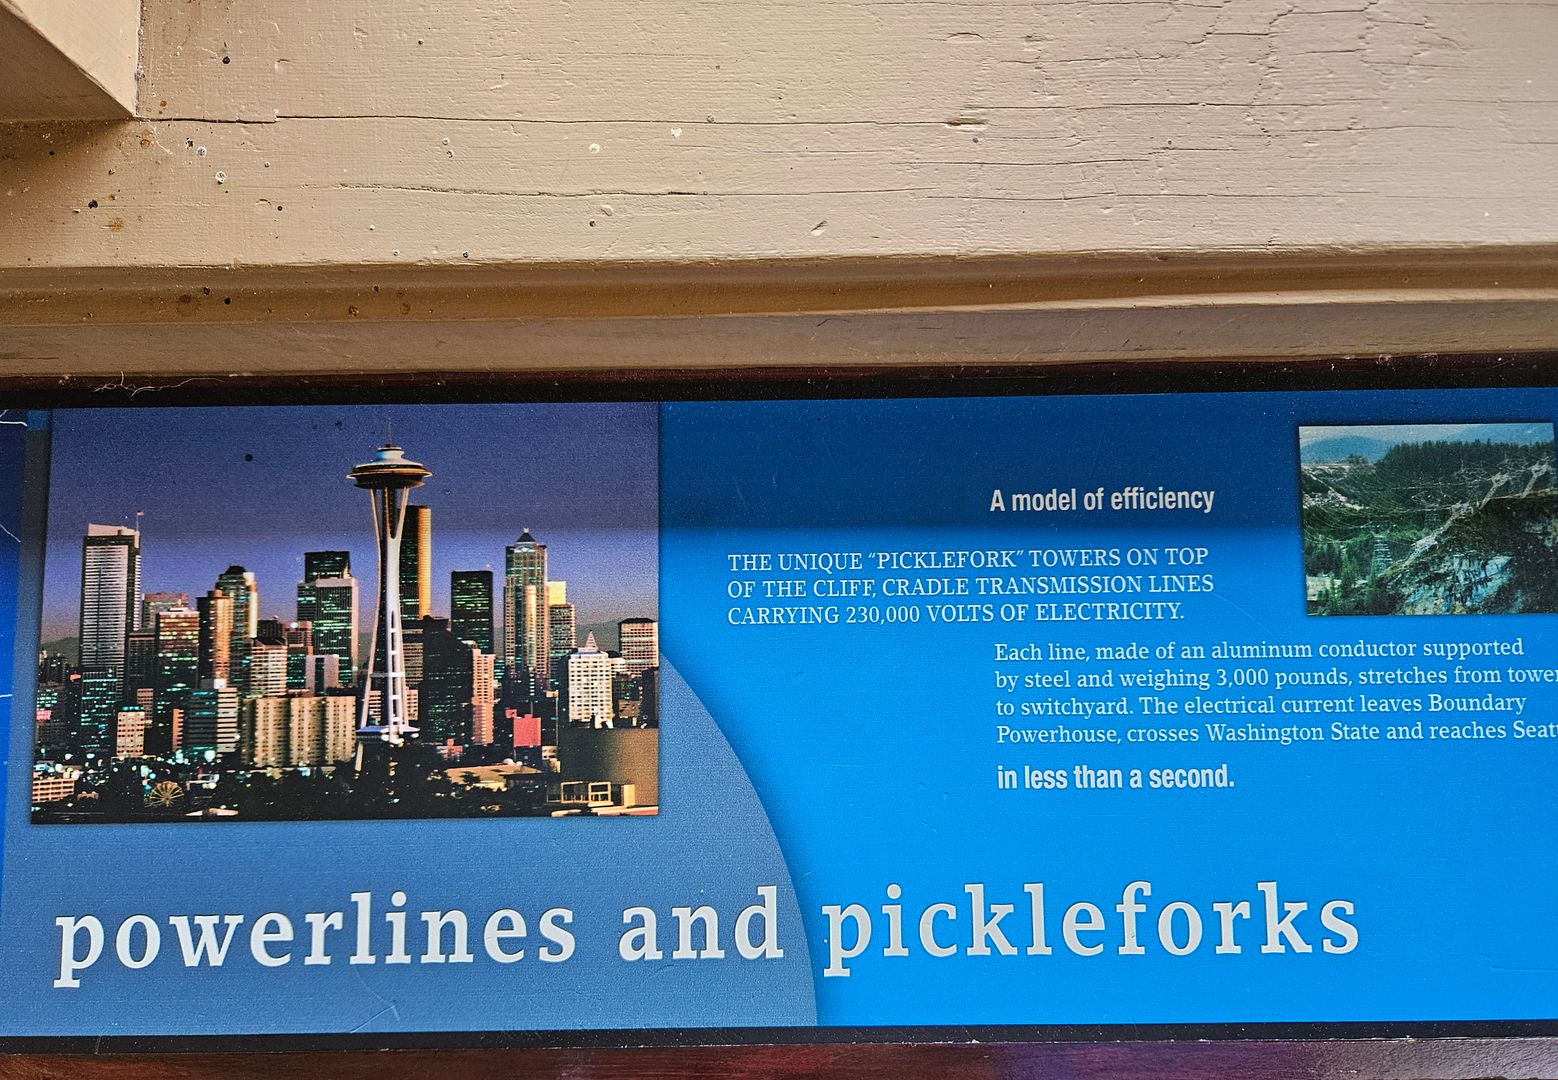 A model of efficiency
THE UNIQUE “PICKLEFORK” TOWERS ON TOP
OF THE CLIFF, CRADLE TRANSMISSION LINES
CARRYING 230,000 VOLTS OF ELECTRICITY.
Each line, made of an aluminum conductor supported
by steel and weighing 3,000 pounds, stretches from tower
to switchyard. The electrical current leaves Boundary
Powerhouse, crosses Washington State and reaches
in less than a second.
powerlines and pickleforks